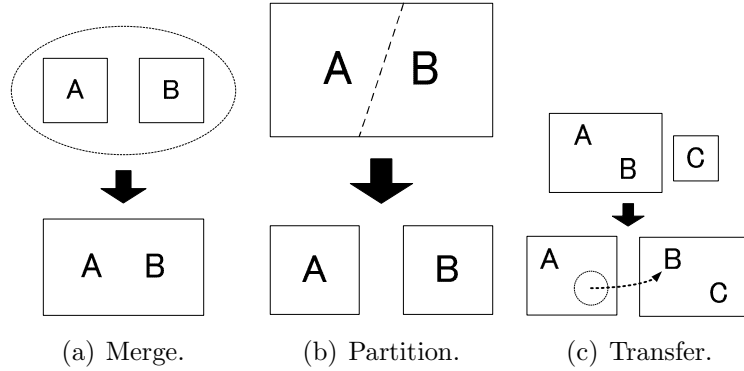 A B
A B
(a) Merge.
A B
A B
(b) Partition.
A
B
C
A
B
C
(c) Transfer.